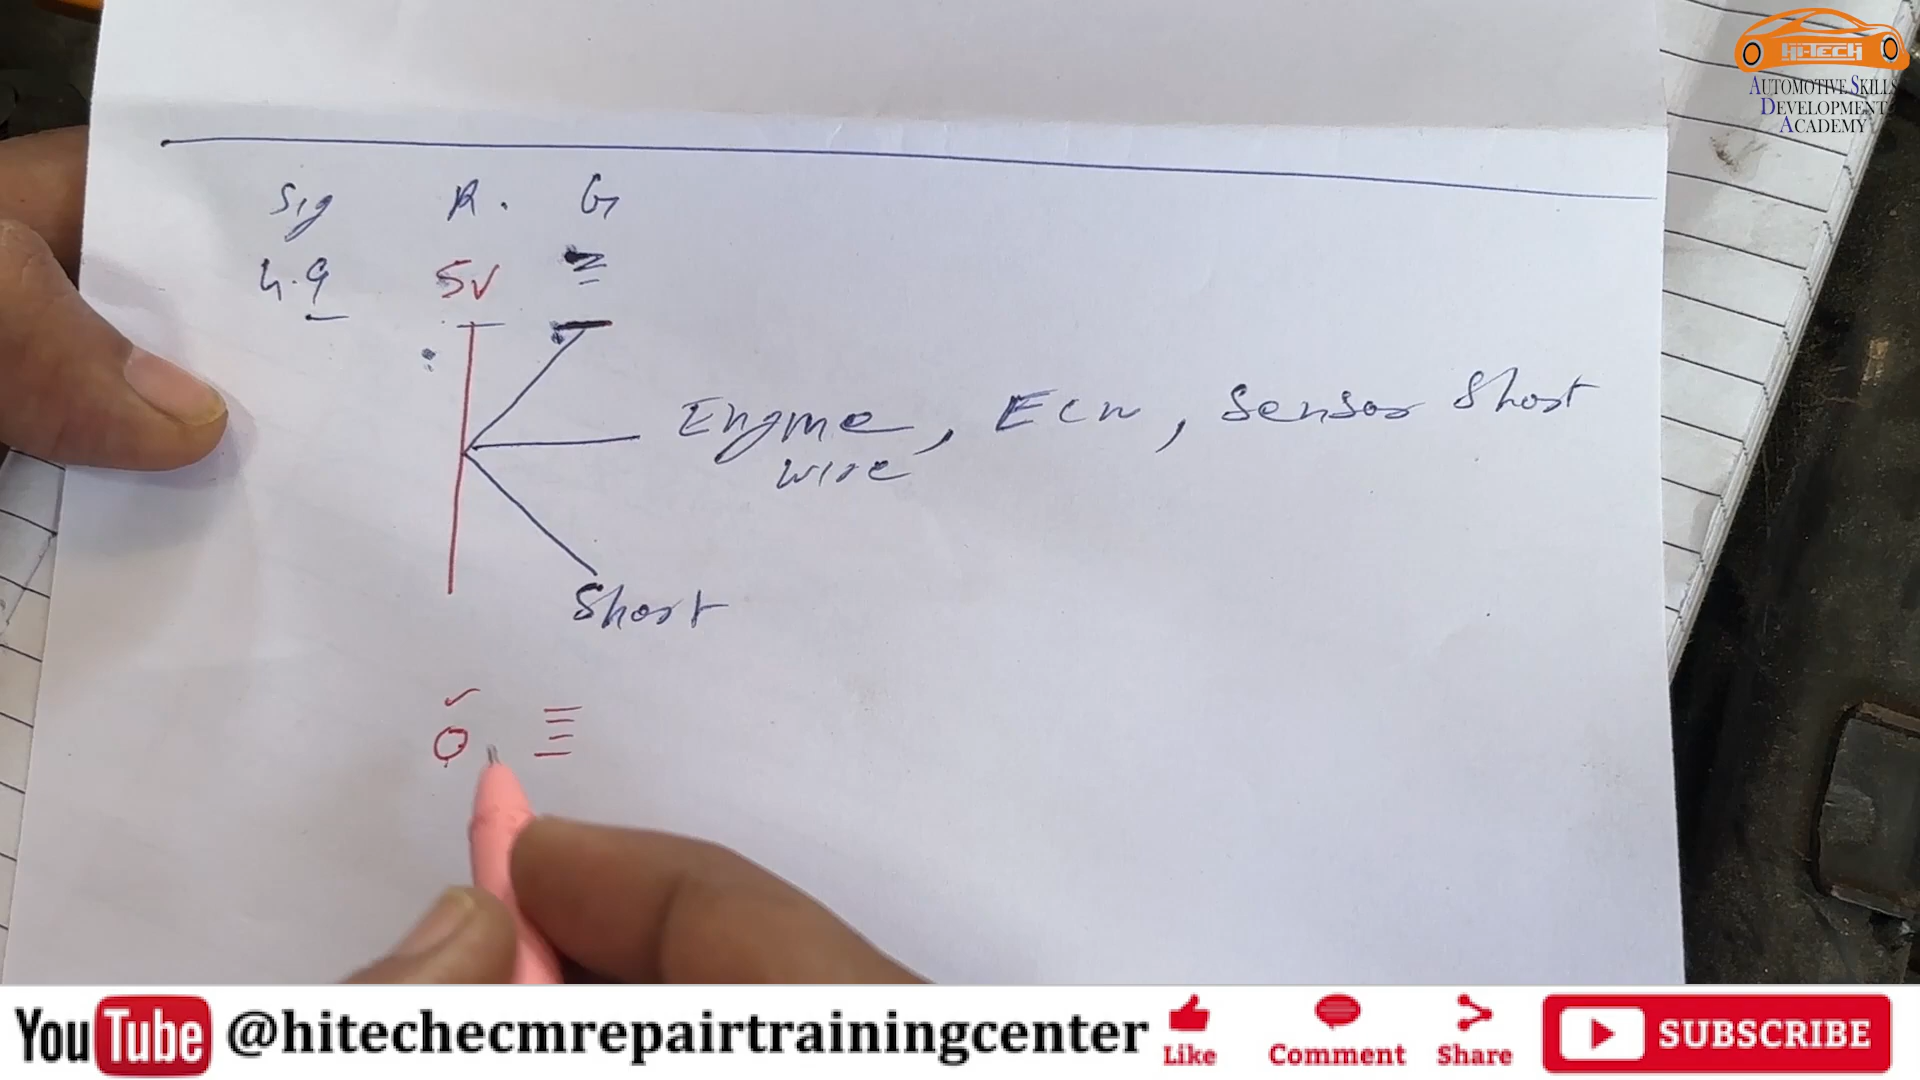 Hi-TECH
AUTOMOTIVE SKILLS
DEVELOPMENT
ACADEMY
Sig R. G
4.9 5V
Engine, Ecu, Sensor Short
wire
Short
0
YouTube @hitechecmrepairtrainingcenter Like Comment Share SUBSCRIBE